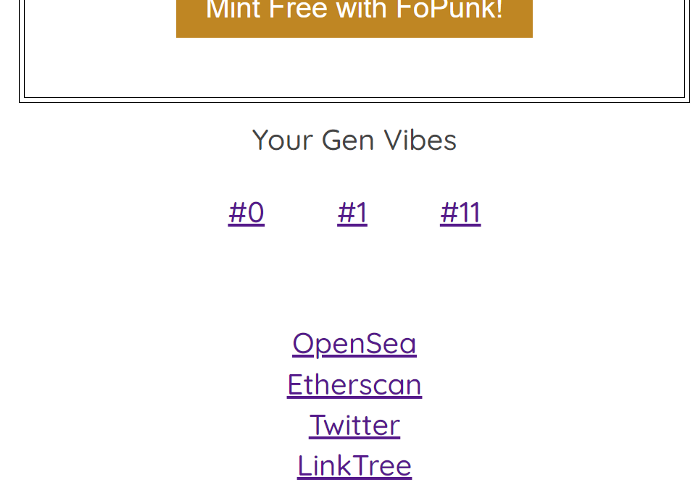 Mint Free with FoPunk!
Your Gen Vibes
#0 #1 #11
OpenSea
Etherscan
Twitter
LinkTree